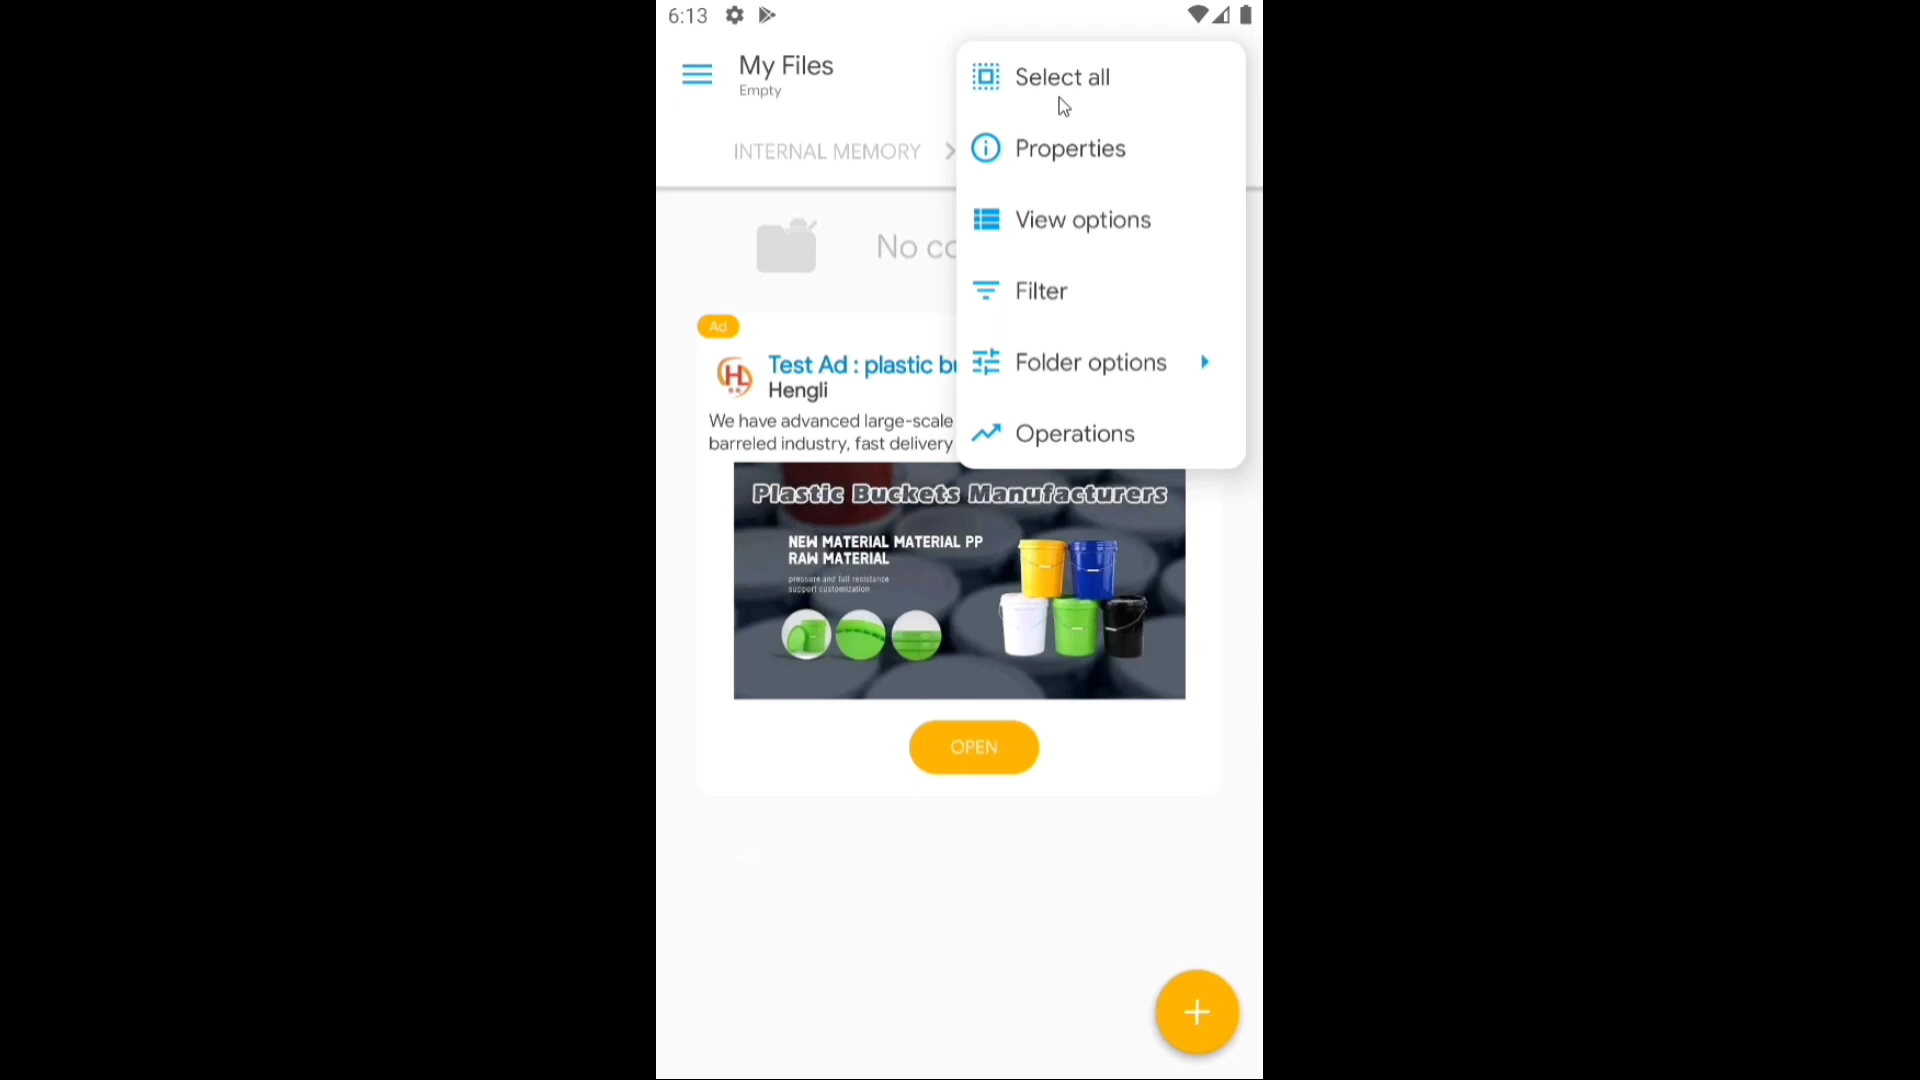 6:13
My Files
Empty
INTERNAL MEMORY
Select all
Properties
View options
Filter
Folder options
Operations
No co
Ad
Test Ad : plastic bu
Hengli
We have advanced large-scale
barreled industry, fast delivery
Plastic Buckets Manufacturers
NEW MATERIAL MATERIAL PP
RAW MATERIAL
pressure and fall resistance
support customization
OPEN